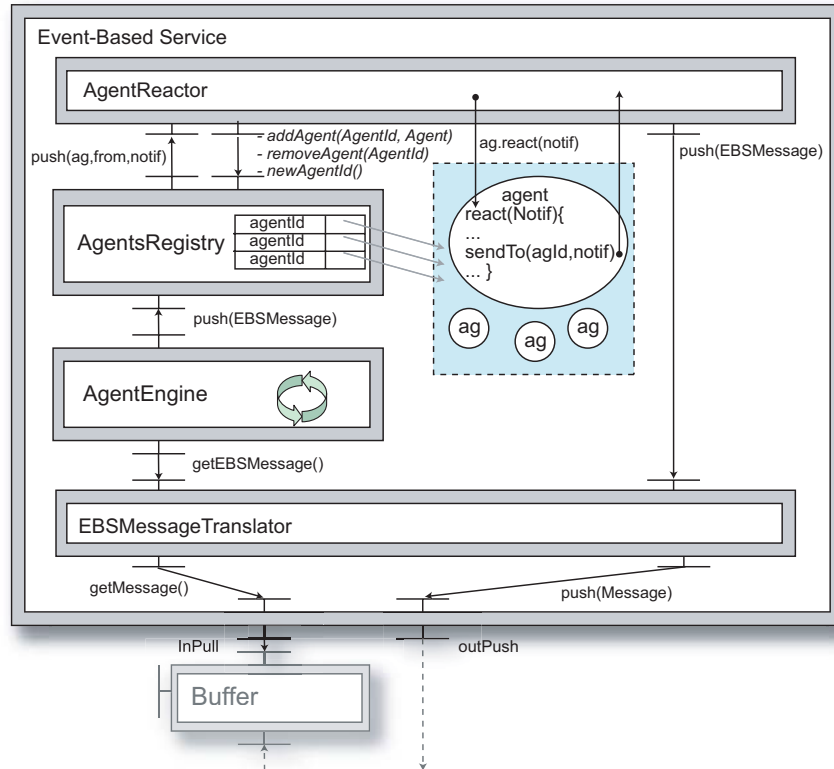 Event-Based Service
AgentReactor
- addAgent(AgentId, Agent)
- removeAgent(AgentId)
- newAgentId()
push(ag,from,notif)
ag.react(notif)
push(EBSMessage)
AgentsRegistry
agentId
agentId
agentId
agent
react(Notif){
...
sendTo(agId,notif)
... }
ag
ag
ag
push(EBSMessage)
AgentEngine
getEBSMessage()
EBSMessageTranslator
getMessage()
push(Message)
InPull
outPush
Buffer